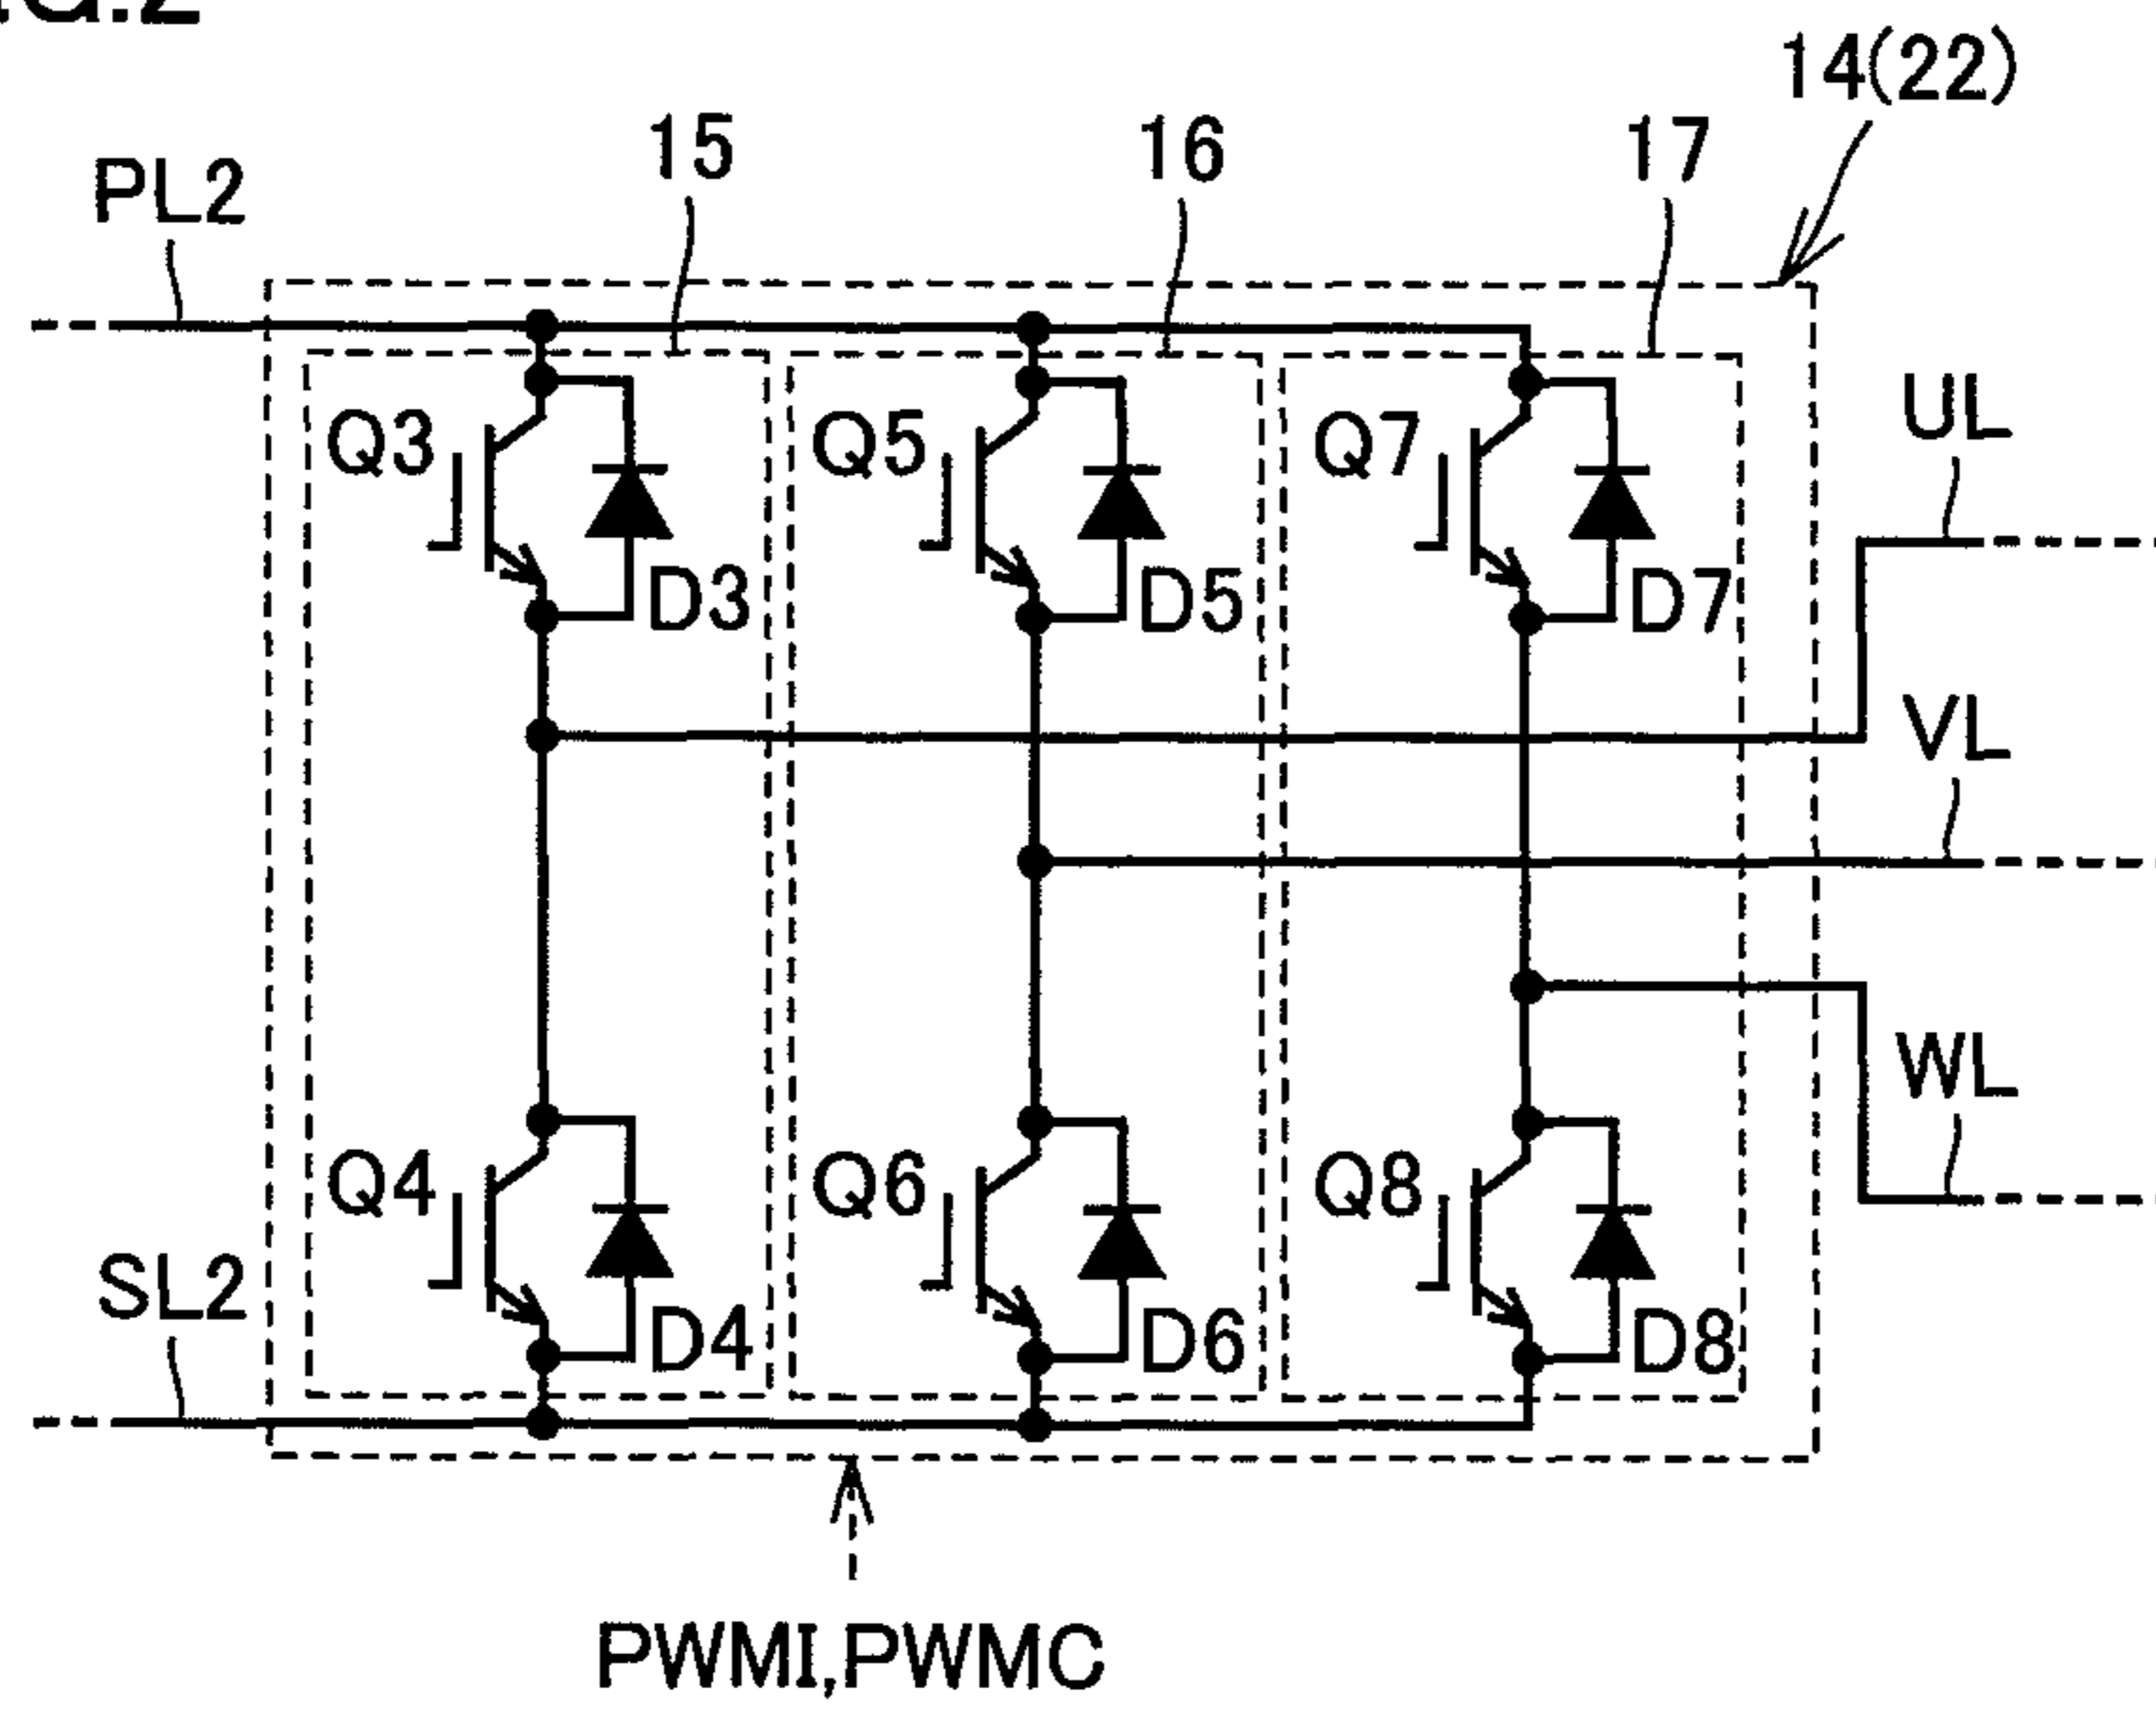 14(22)
15 16 17
PL2
Q3 Q5 Q7 UL
D3 D5 D7
VL
WL
Q4 Q6 Q8
SL2
D4 D6 D8
PWMI,PWMC